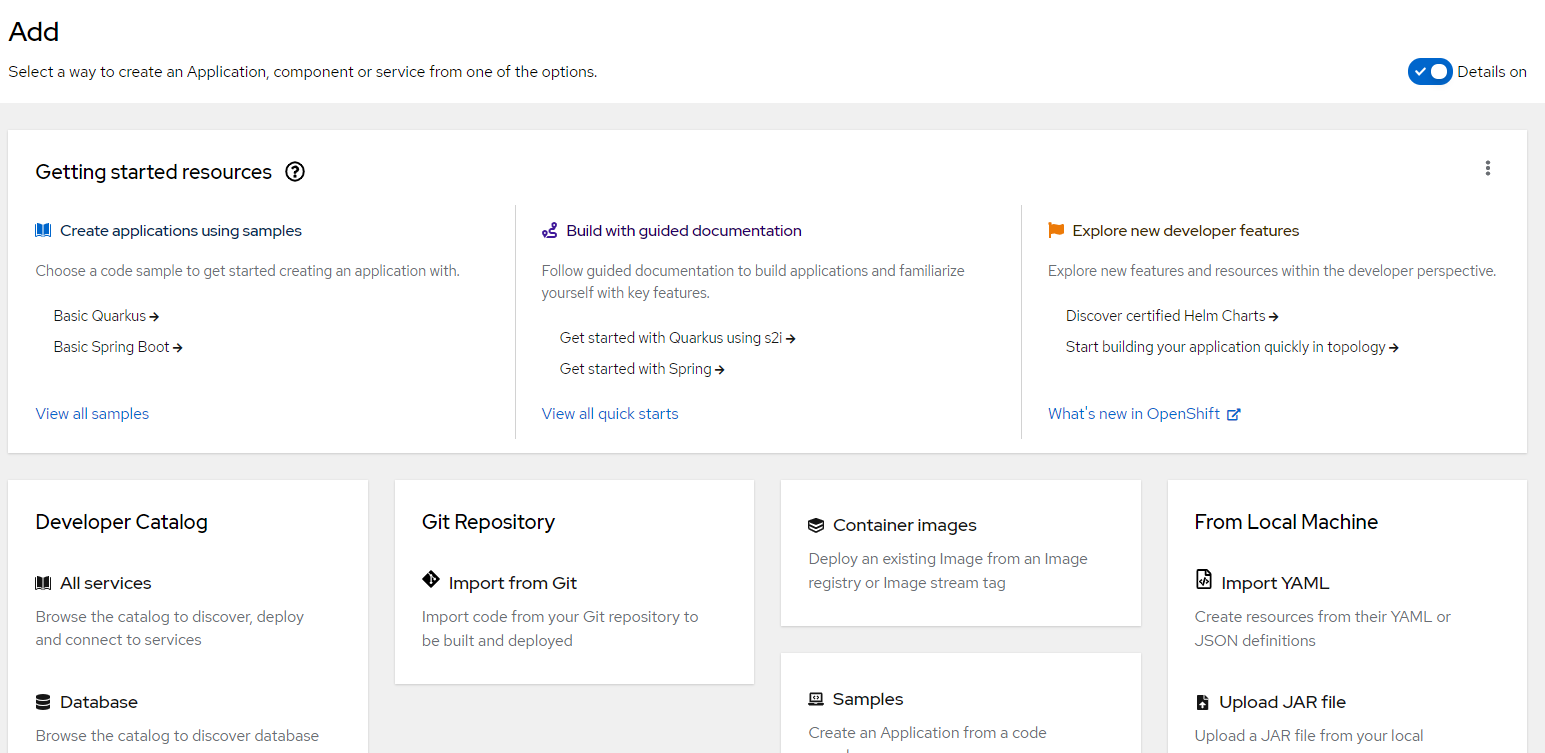 Add
Select a way to create an Application, component or service from one of the options.
Details on
Getting started resources
Create applications using samples
Choose a code sample to get started creating an application with.
Basic Quarkus
Basic Spring Boot
View all samples
Build with guided documentation
Follow guided documentation to build applications and familiarize
yourself with key features.
Get started with Quarkus using s2i
Get started with Spring
View all quick starts
Explore new developer features
Explore new features and resources within the developer perspective.
Discover certified Helm Charts
Start building your application quickly in topology
What's new in OpenShift
Developer Catalog
All services
Browse the catalog to discover, deploy
and connect to services
Database
Browse the catalog to discover database
Git Repository
Import from Git
Import code from your Git repository to
be built and deployed
Container images
Deploy an existing Image from an Image
registry or Image stream tag
Samples
Create an Application from a code
From Local Machine
Import YAML
Create resources from their YAML or
JSON definitions
Upload JAR file
Upload a JAR file from your local